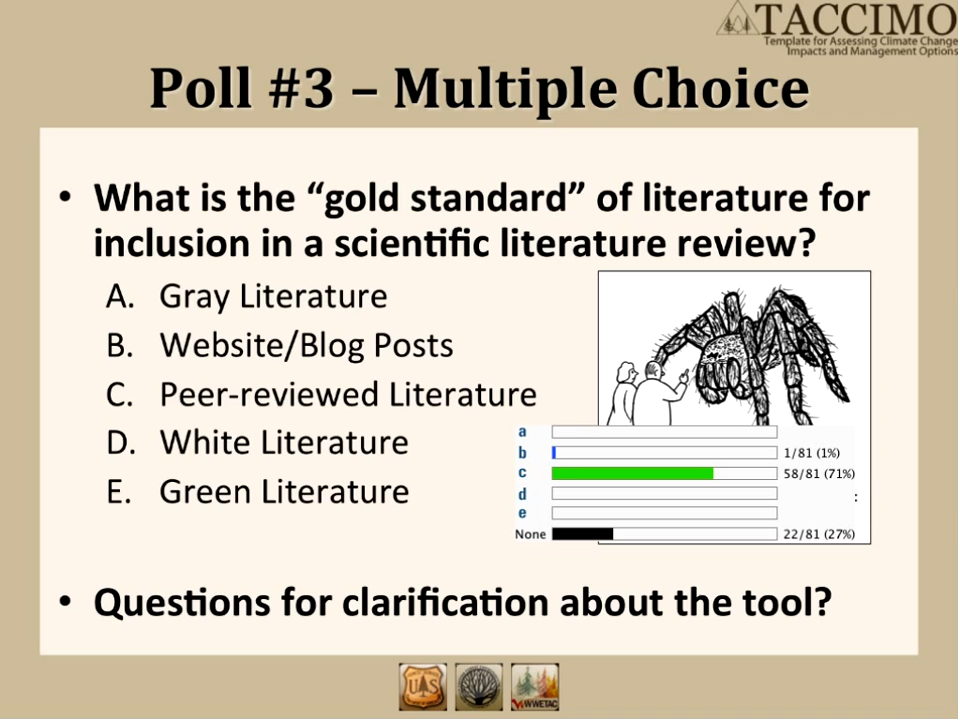 TACCIMO
Template for Assessing Climate Change
Impacts and Management Options
Poll #3 – Multiple Choice
• What is the “gold standard” of literature for
inclusion in a scientific literature review?
A. Gray Literature
B. Website/Blog Posts
C. Peer-reviewed Literature
D. White Literature
E. Green Literature
a
b 1/81 (1%)
c 58/81 (71%)
d
e
None 22/81 (27%)
• Questions for clarification about the tool?
UAS
WWETAC